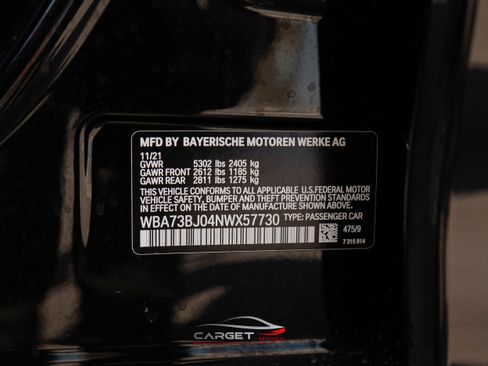 MFD BY BAYERISCHE MOTOREN WERKE AG
11/21
GVWR 5302 lbs 2405 kg
GAWR FRONT 2612 lbs 1185 kg
GAWR REAR 2811 lbs 1275 kg
THIS VEHICLE CONFORMS TO ALL APPLICABLE U.S.FEDERAL MOTOR
VEHICLE SAFETY, BUMPER AND THEFT PREVENTION STANDARDS
IN EFFECT ON THE DATE OF MANUFACTURE SHOWN ABOVE.
WBA73BJ04NWX57730 TYPE: PASSENGER CAR
475/9
7 315 814
CARGET